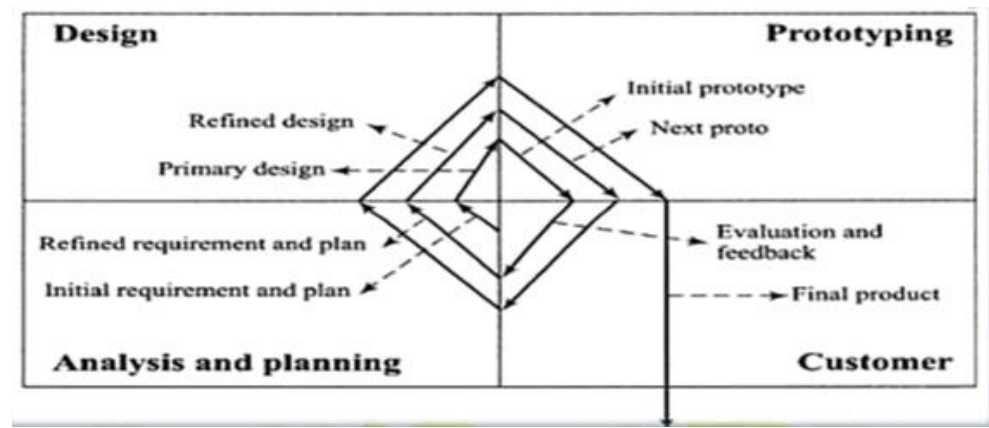 Design
Prototyping
Initial prototype
Refined design
Next proto
Primary design
Evaluation and
feedback
Refined requirement and plan
Initial requirement and plan
Final product
Analysis and planning
Customer